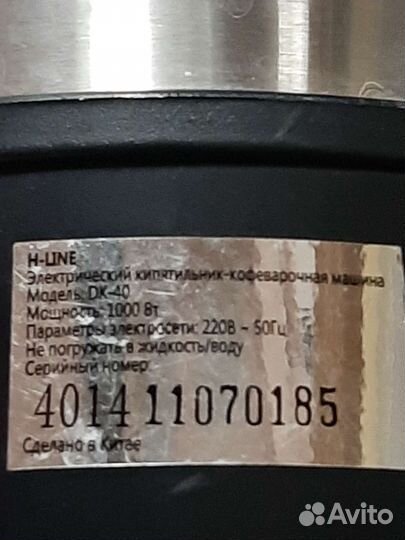 H-LINE
Электрический кипятильник-кофеварочная машина
Модель: DK-40
Мощность: 1000 Вт
Параметры электросети: 220В ~ 50Гц
Не погружать в жидкость/воду
Серийный номер:
4014 11070185
Сделано в Китае
Avito